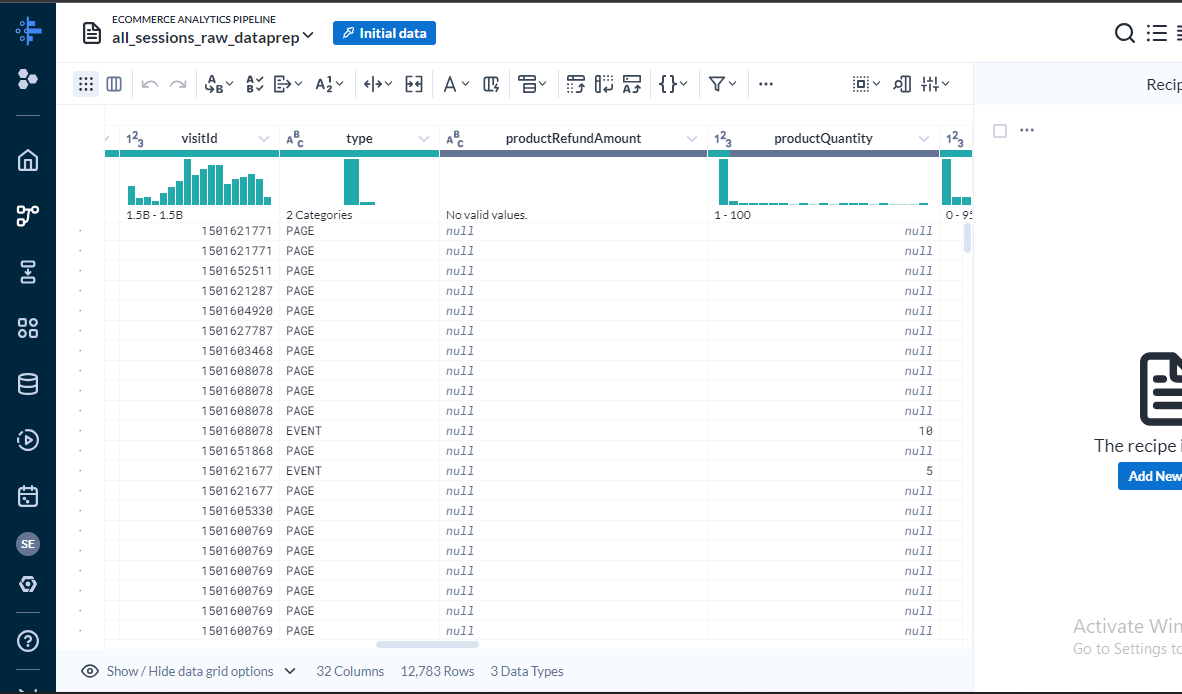 ECOMMERCE ANALYTICS PIPELINE
all_sessions_raw_dataprep
Initial data
Recip
visitId type productRefundAmount productQuantity
1.5B - 1.5B 2 Categories No valid values. 1 - 100 0 - 95
1501621771 PAGE null null
1501621771 PAGE null null
1501652511 PAGE null null
1501621287 PAGE null null
1501604920 PAGE null null
1501627787 PAGE null null
1501603468 PAGE null null
1501608078 PAGE null null
1501608078 PAGE null null
1501608078 PAGE null null
1501608078 EVENT null 10
1501651868 PAGE null null
1501621677 EVENT null 5
1501621677 PAGE null null
1501605330 PAGE null null
1501600769 PAGE null null
1501600769 PAGE null null
1501600769 PAGE null null
1501600769 PAGE null null
1501600769 PAGE null null
1501600769 PAGE null null
The recipe i
Add New
SE
Activate Win
Go to Settings to
Show / Hide data grid options 32 Columns 12,783 Rows 3 Data Types